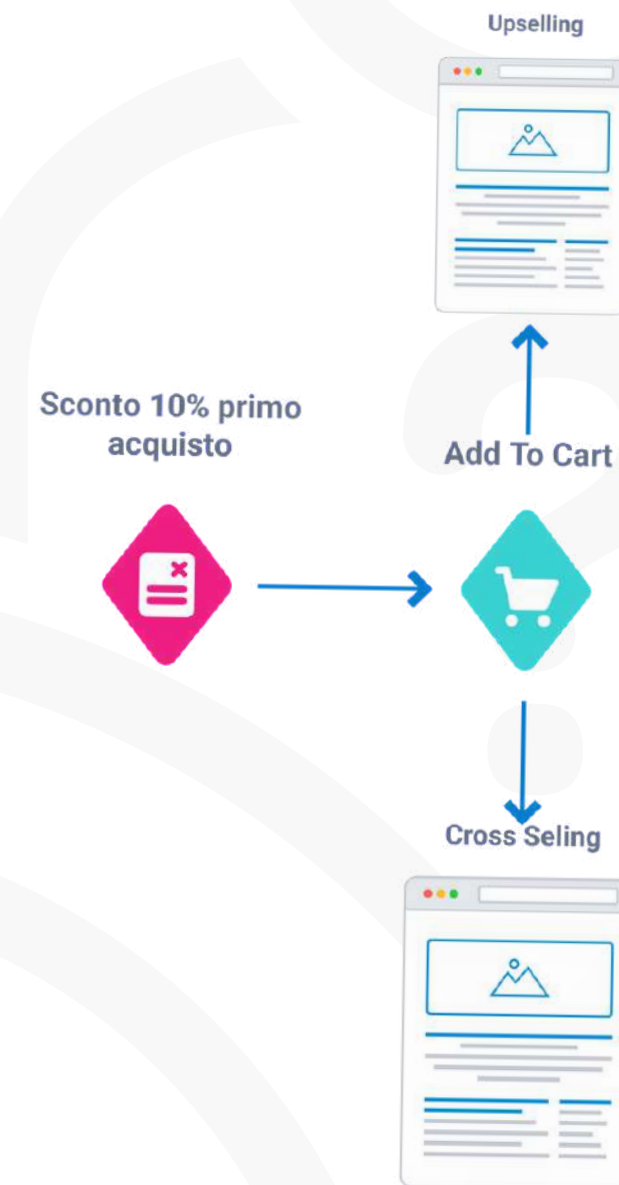 Upselling
Sconto 10% primo
acquisto
Add To Cart
Cross Seling